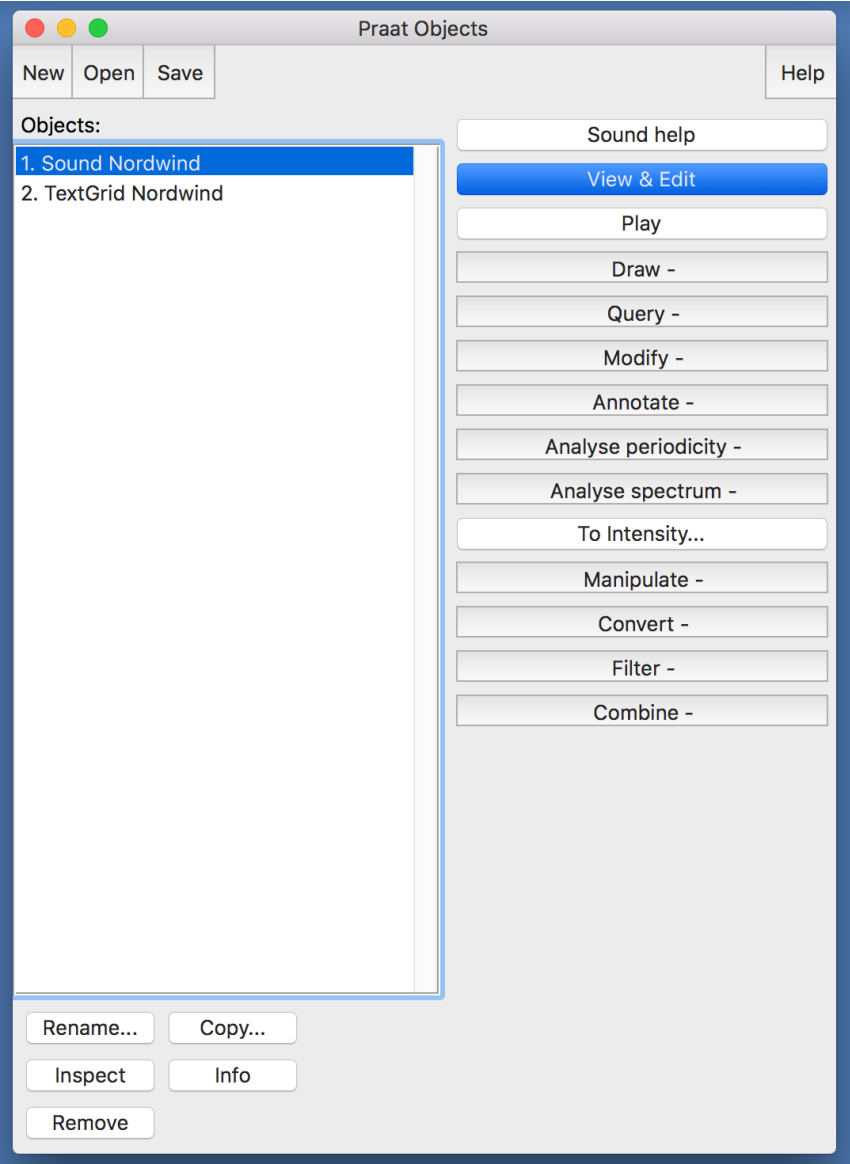 Praat Objects
New Open Save Help
Objects:
1. Sound Nordwind
2. TextGrid Nordwind
Sound help
View & Edit
Play
Draw -
Query -
Modify -
Annotate -
Analyse periodicity -
Analyse spectrum -
To Intensity...
Manipulate -
Convert -
Filter -
Combine -
Rename... Copy...
Inspect Info
Remove